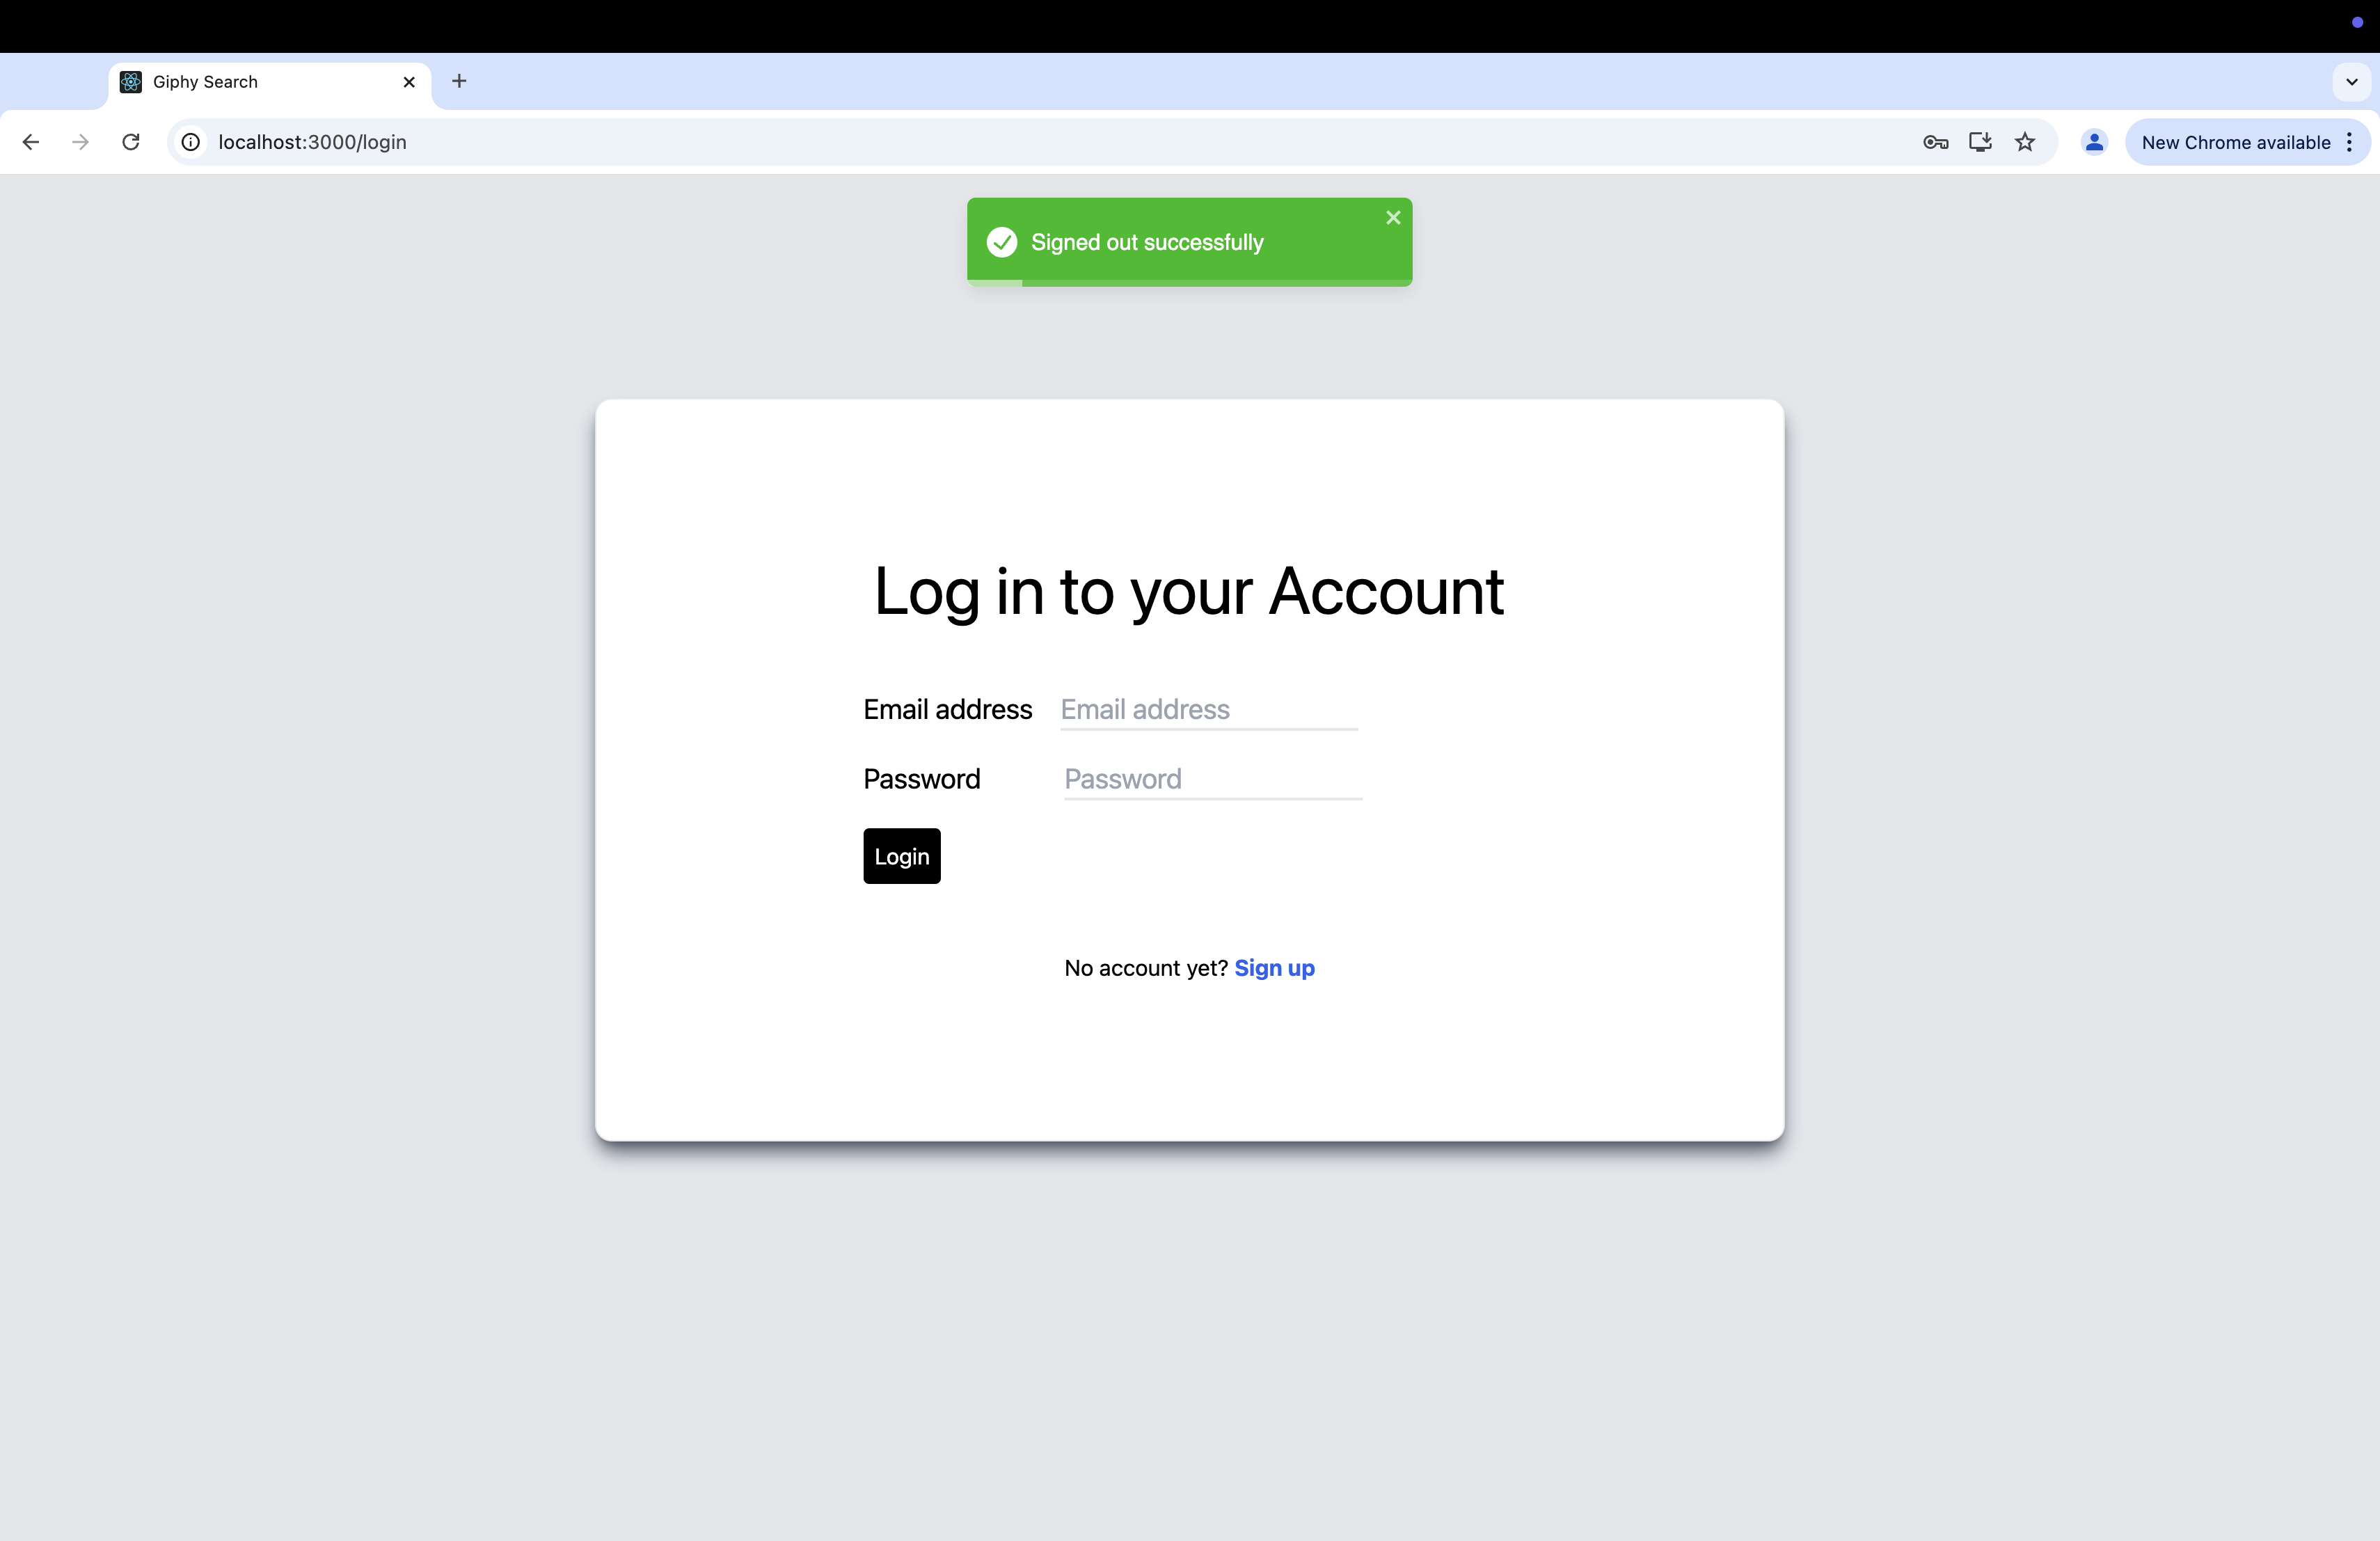 Giphy Search
localhost:3000/login
New Chrome available
Signed out successfully
Log in to your Account
Email address Email address
Password Password
Login
No account yet? Sign up